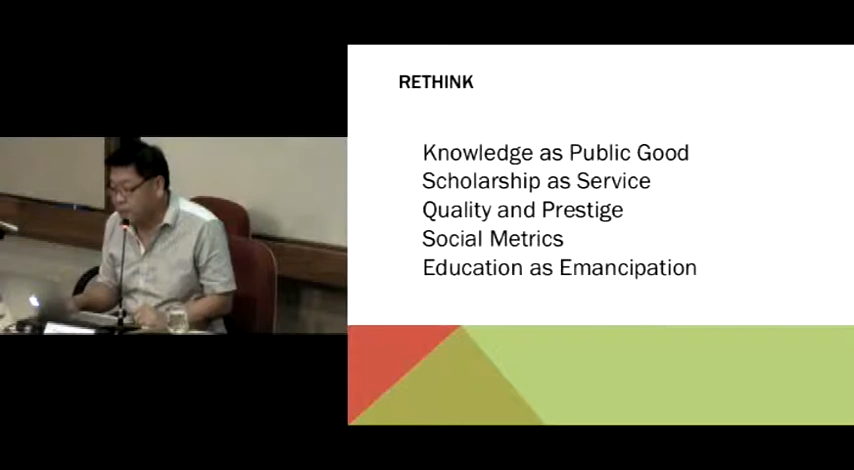 RETHINK
Knowledge as Public Good
Scholarship as Service
Quality and Prestige
Social Metrics
Education as Emancipation